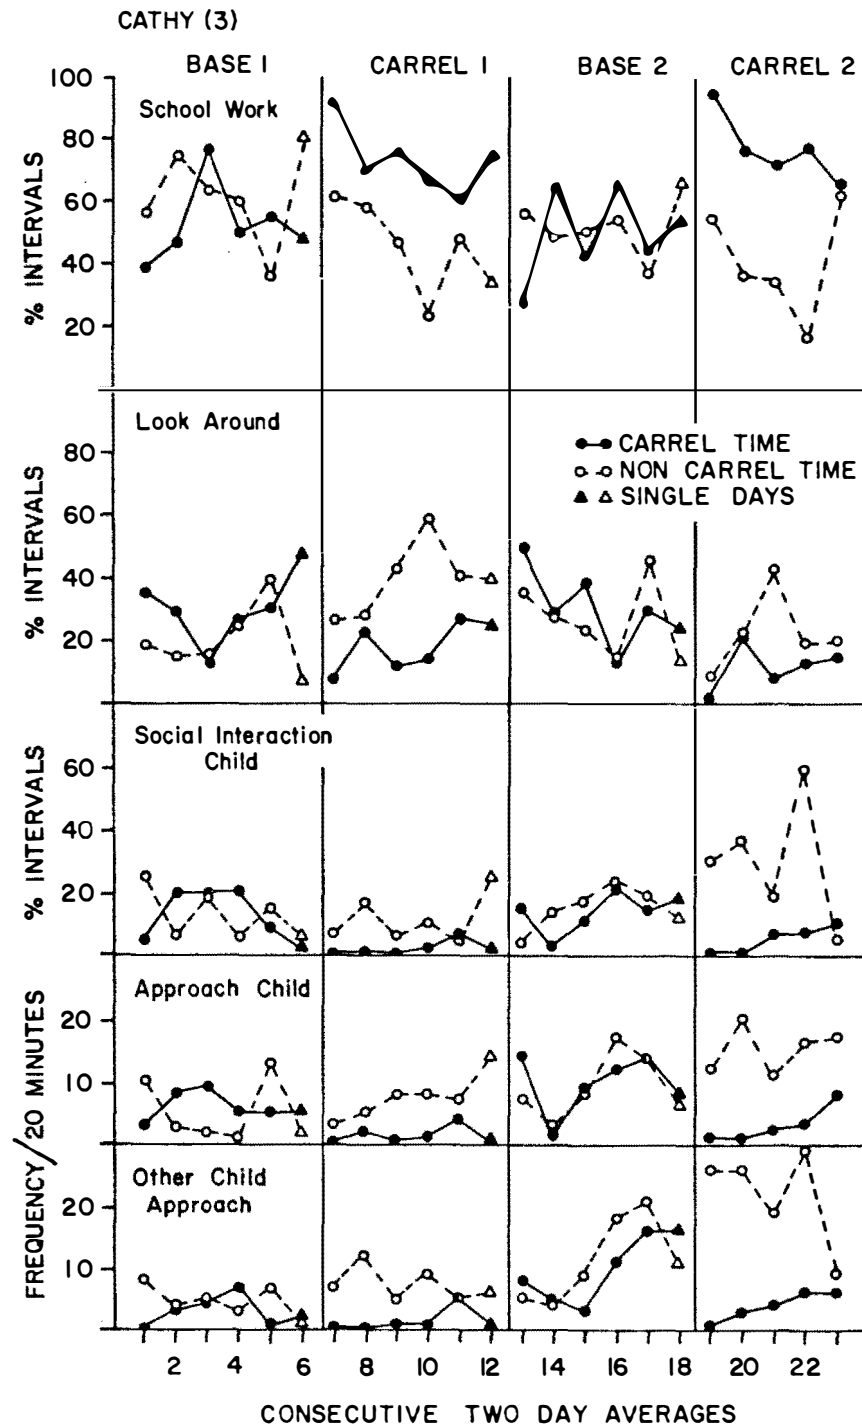 CATHY (3)
BASE 1 CARREL 1 BASE 2 CARREL 2
100
School Work
80
60
40
20
% INTERVALS
Look Around
CARREL TIME
NON CARREL TIME
SINGLE DAYS
80
60
40
20
% INTERVALS
Social Interaction
Child
60
40
20
% INTERVALS
Approach Child
20
10
Other Child
Approach
20
10
FREQUENCY/20 MINUTES
2 4 6 8 10 12 14 16 18 20 22
CONSECUTIVE TWO DAY AVERAGES